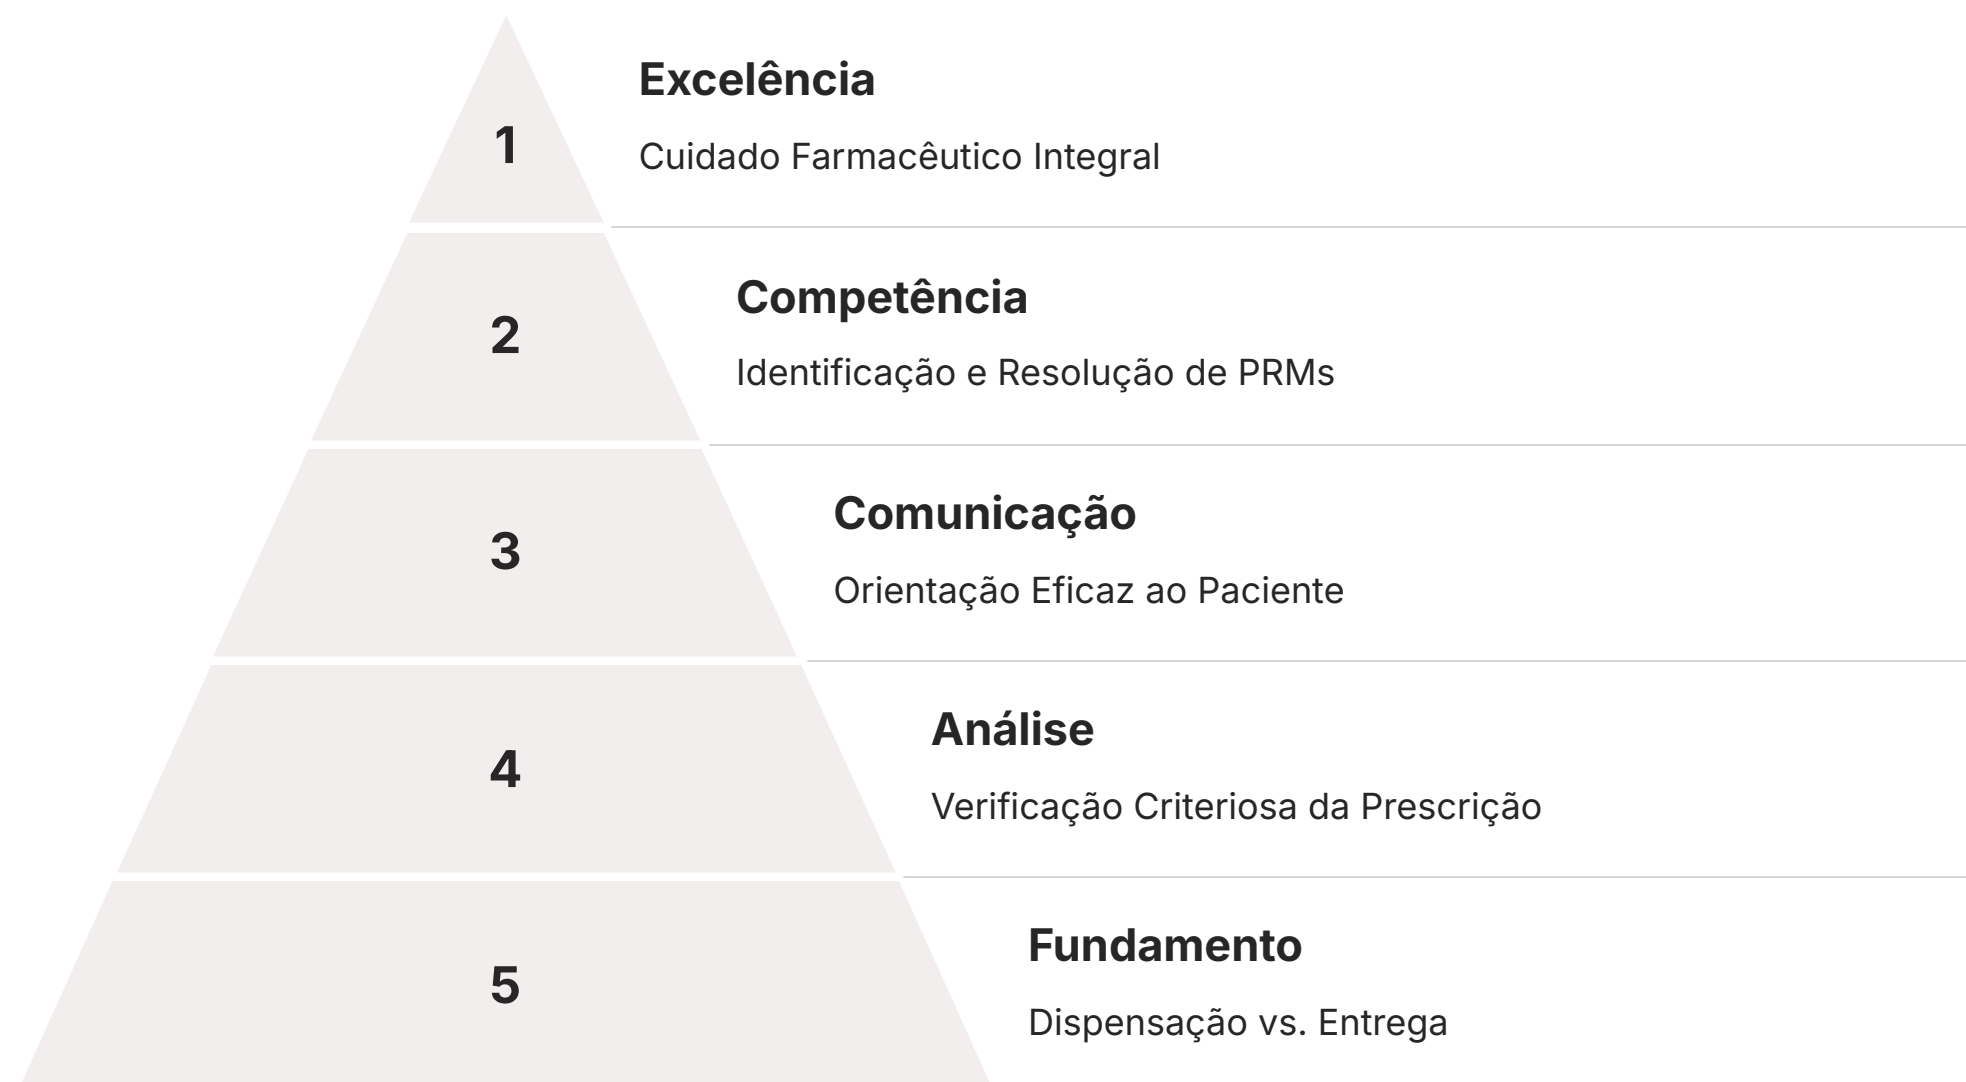 1
Excelência
Cuidado Farmacêutico Integral
2
Competência
Identificação e Resolução de PRMs
3
Comunicação
Orientação Eficaz ao Paciente
4
Análise
Verificação Criteriosa da Prescrição
5
Fundamento
Dispensação vs. Entrega